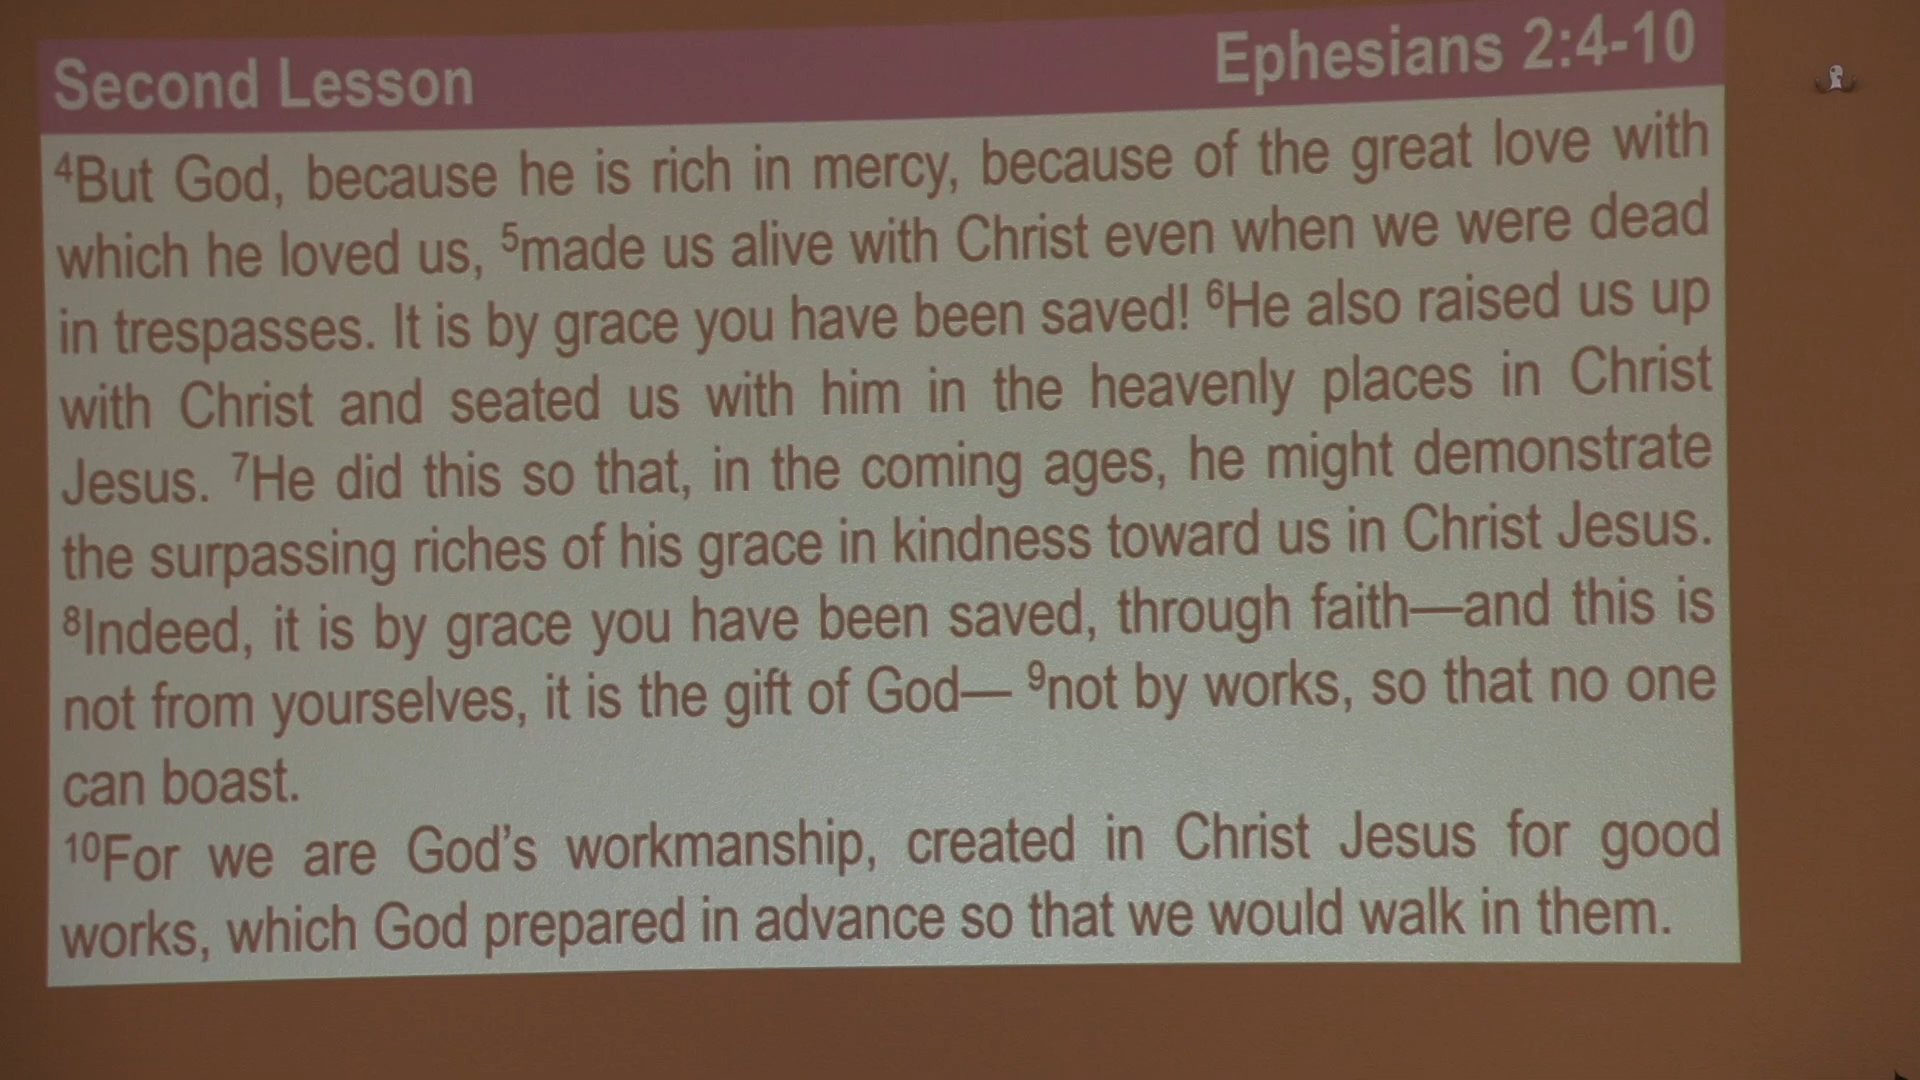 Second Lesson Ephesians 2:4-10
⁴But God, because he is rich in mercy, because of the great love with
which he loved us, ⁵made us alive with Christ even when we were dead
in trespasses. It is by grace you have been saved! ⁶He also raised us up
with Christ and seated us with him in the heavenly places in Christ
Jesus. ⁷He did this so that, in the coming ages, he might demonstrate
the surpassing riches of his grace in kindness toward us in Christ Jesus.
⁸Indeed, it is by grace you have been saved, through faith—and this is
not from yourselves, it is the gift of God— ⁹not by works, so that no one
can boast.
¹⁰For we are God’s workmanship, created in Christ Jesus for good
works, which God prepared in advance so that we would walk in them.